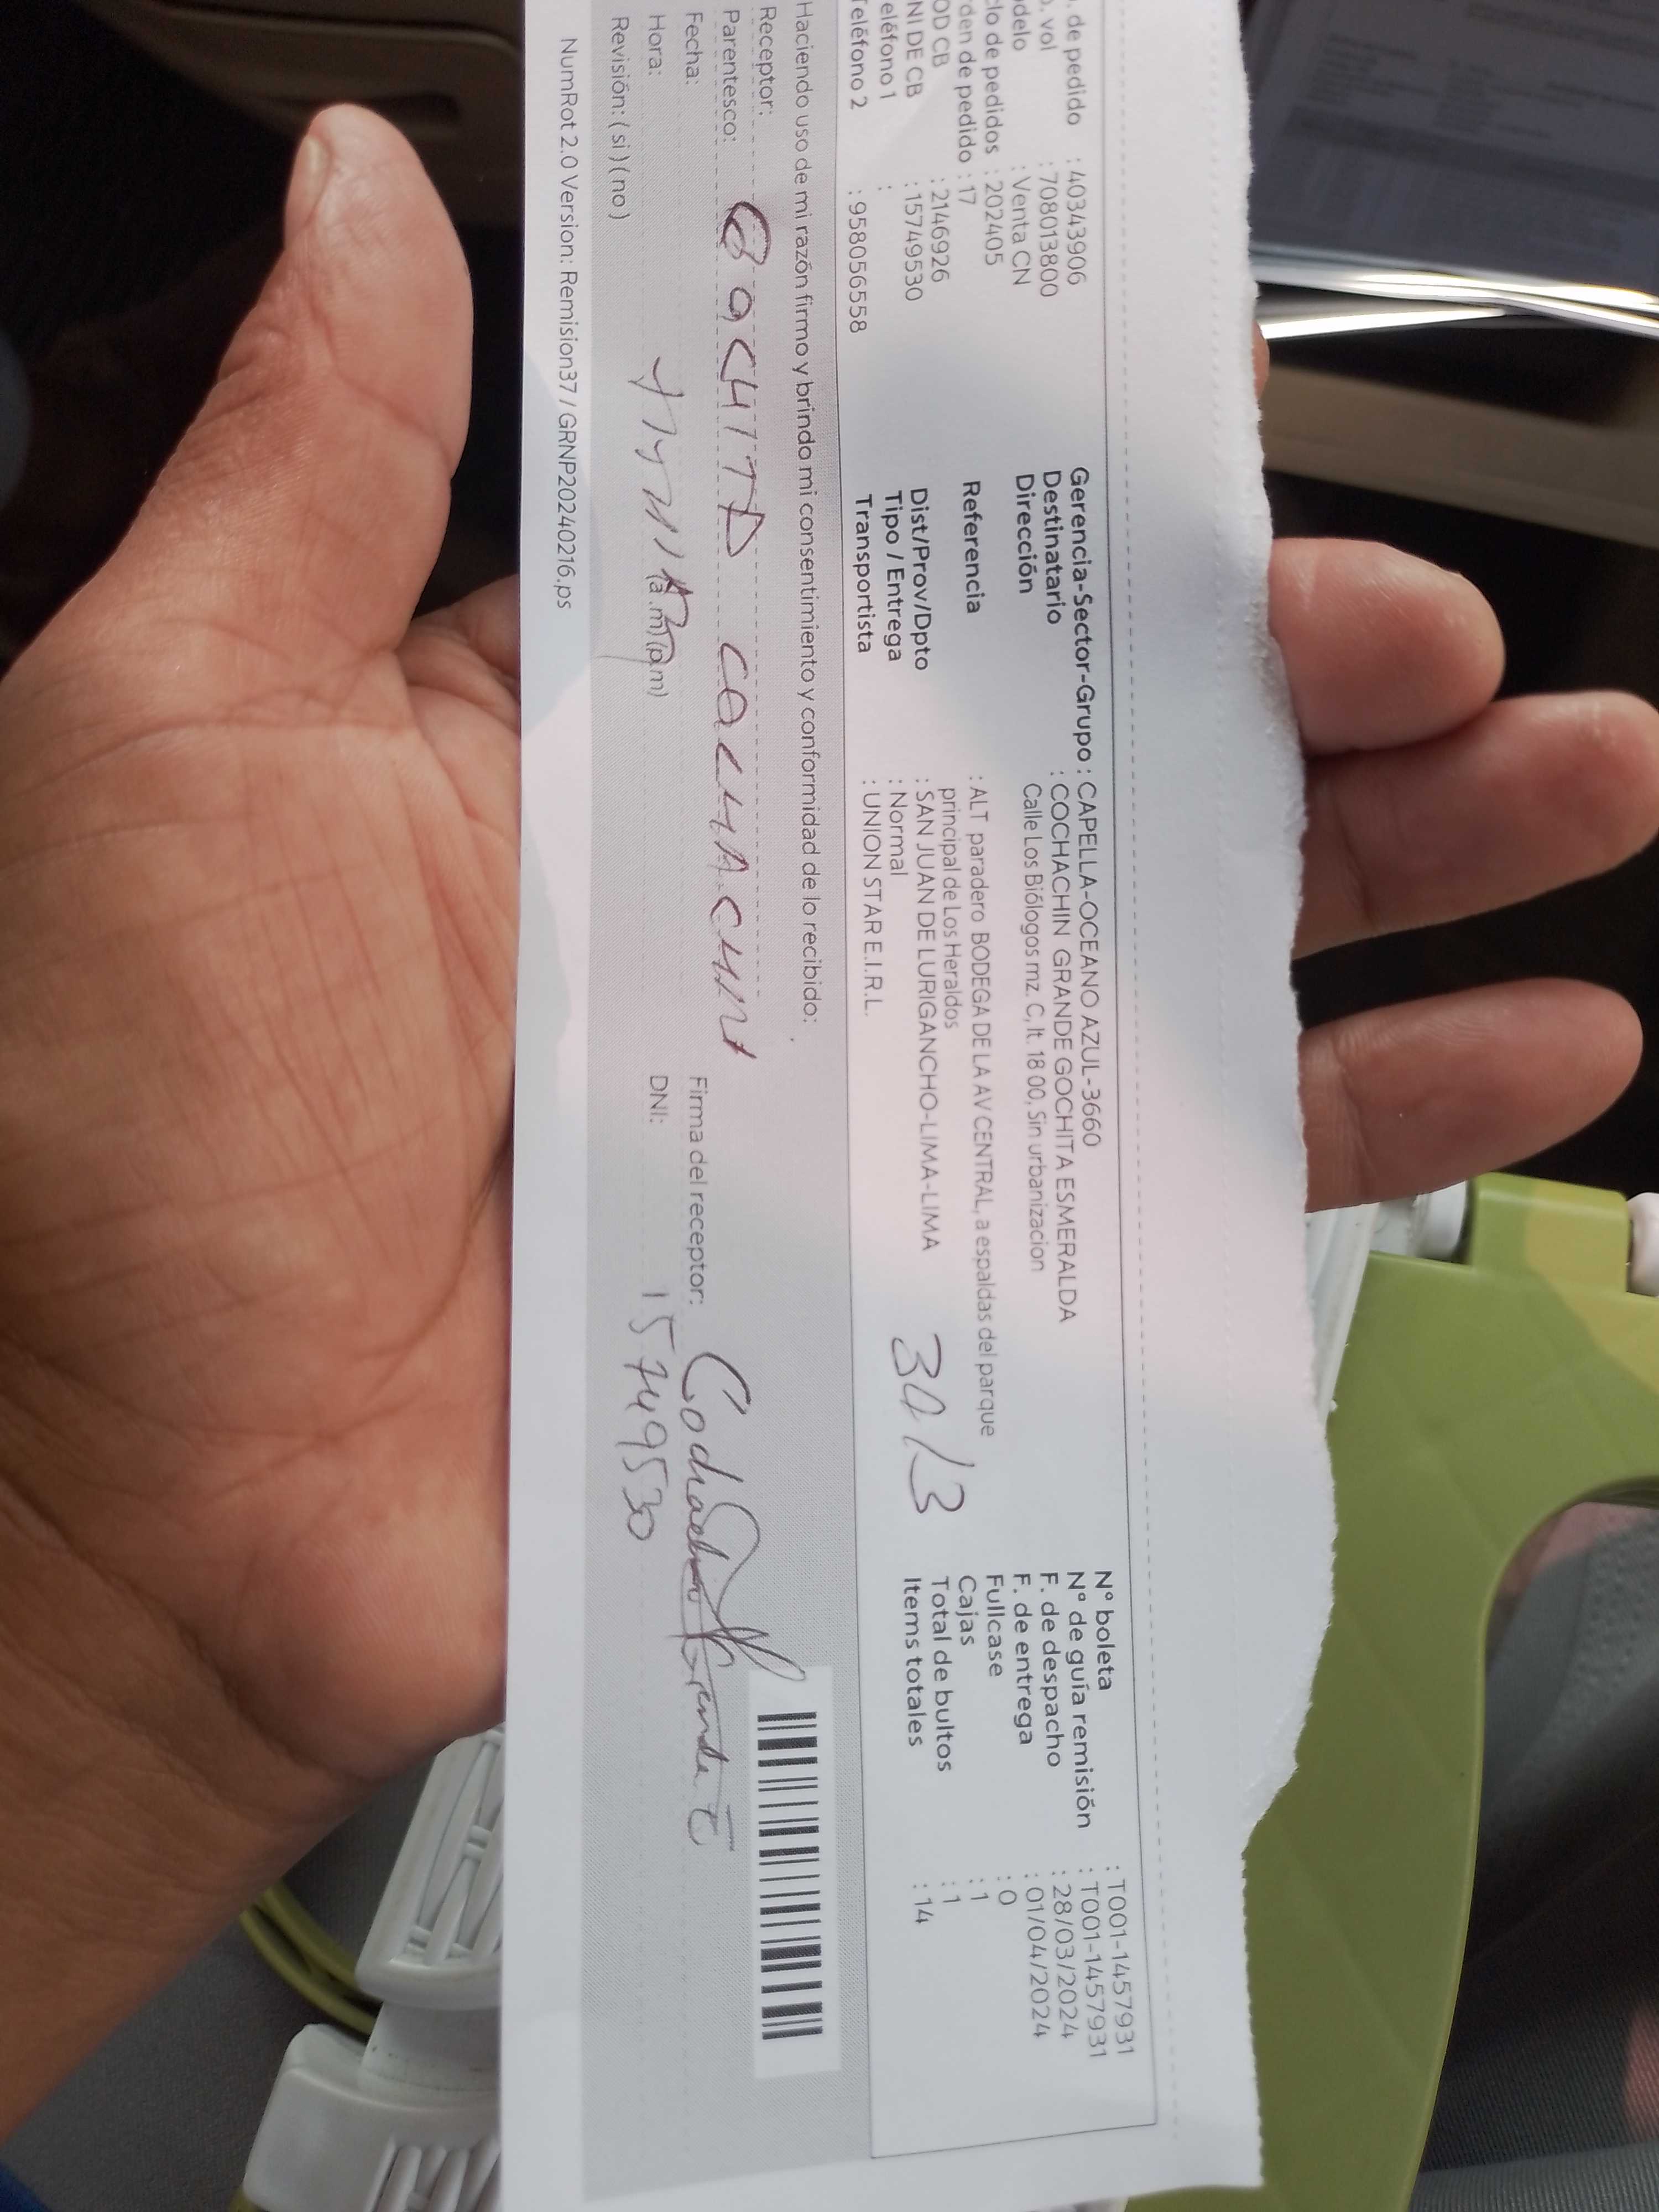 . de pedido : 40343906
. vol : 708013800
delo : Venta CN
clo de pedidos : 202405
den de pedido : 17
OD CB : 2146926
NI DE CB : 15749530
eléfono 1 :
Teléfono 2 : 958056558
Gerencia-Sector-Grupo : CAPELLA-OCEANO AZUL-3660
Destinatario : COCHACHIN GRANDE GOCHITA ESMERALDA
Dirección Calle Los Biólogos mz. C, lt. 18 00, Sin urbanizacion
Referencia : ALT paradero BODEGA DE LA AV CENTRAL, a espaldas del parque
principal de Los Heraldos
Dist/Prov/Dpto : SAN JUAN DE LURIGANCHO-LIMA-LIMA
Tipo / Entrega : Normal
Transportista : UNION STAR E.I.R.L.
N° boleta : T001-1457931
N° de guía remisión : T001-1457931
F. de despacho : 28/03/2024
F. de entrega : 01/04/2024
Fullcase : 0
Cajas : 1
Total de bultos : 1
Items totales : 14
Haciendo uso de mi razón firmo y brindo mi consentimiento y conformidad de lo recibido:
Receptor:
Parentesco:
Fecha:
Hora: (a.m)(p.m)
Revisión: ( si ) ( no )
Firma del receptor:
DNI: 15749530
NumRot 2.0 Version: Remision37 / GRNP20240216.ps